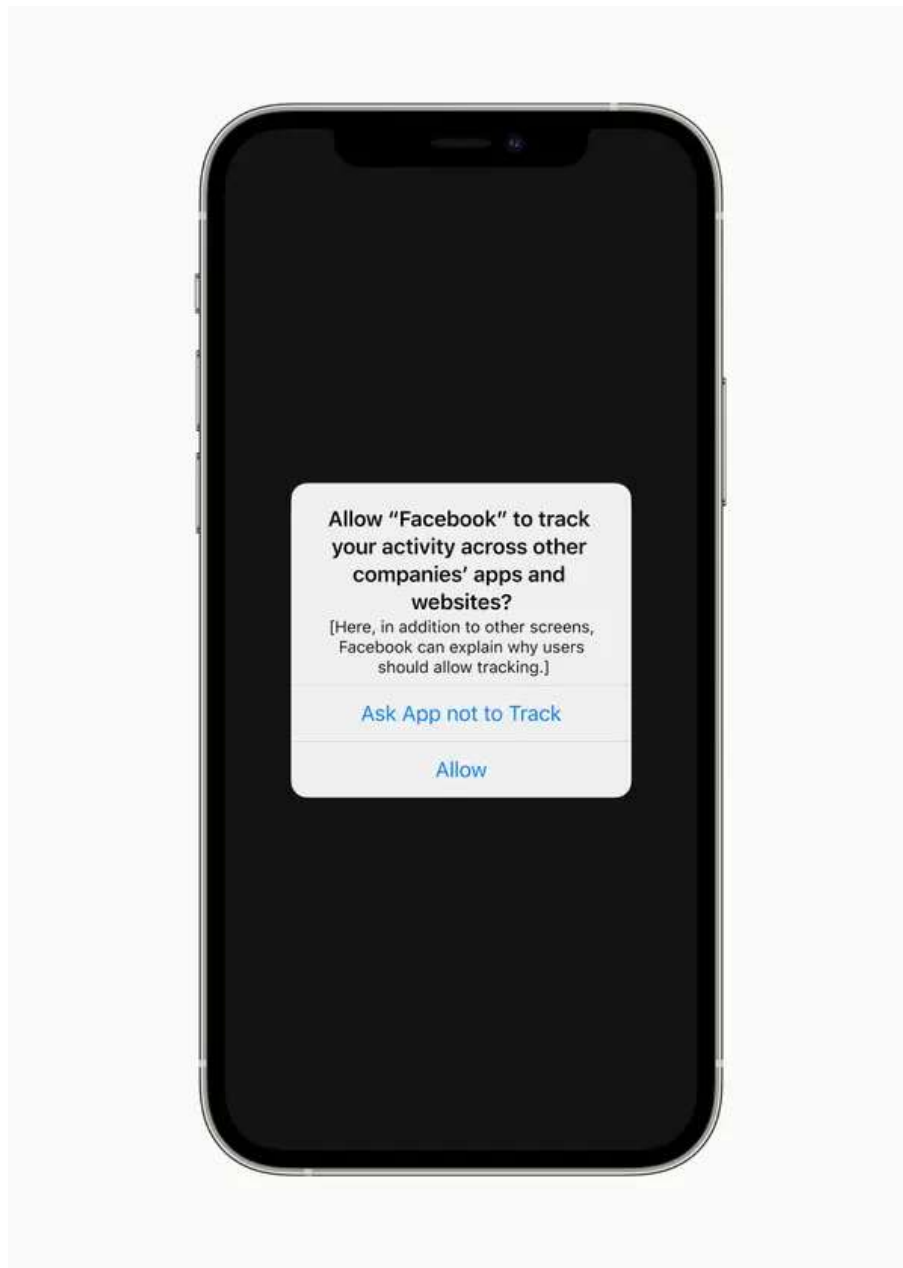 Allow “Facebook” to track
your activity across other
companies’ apps and
websites?
[Here, in addition to other screens,
Facebook can explain why users
should allow tracking.]
Ask App not to Track
Allow